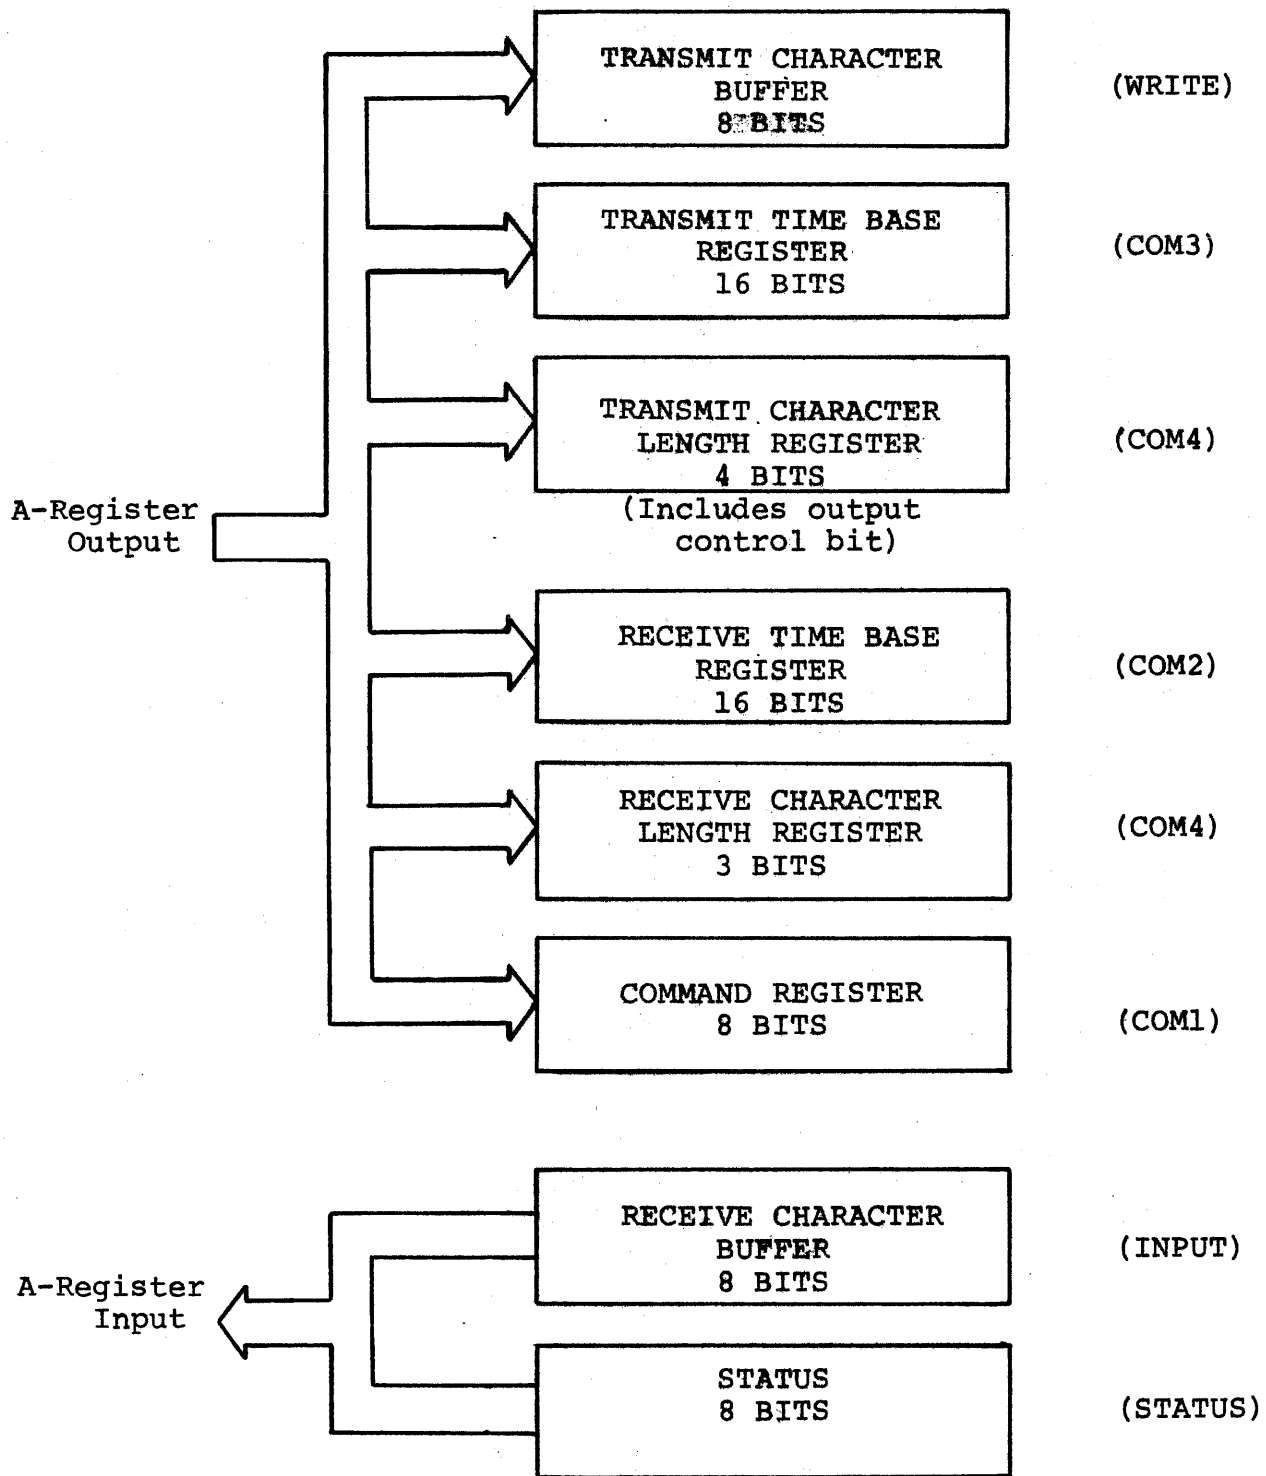 TRANSMIT CHARACTER
BUFFER
8 BITS
(WRITE)
TRANSMIT TIME BASE
REGISTER
16 BITS
(COM3)
TRANSMIT CHARACTER
LENGTH REGISTER
4 BITS
(Includes output
control bit)
(COM4)
A-Register
Output
RECEIVE TIME BASE
REGISTER
16 BITS
(COM2)
RECEIVE CHARACTER
LENGTH REGISTER
3 BITS
(COM4)
COMMAND REGISTER
8 BITS
(COM1)
RECEIVE CHARACTER
BUFFER
8 BITS
(INPUT)
A-Register
Input
STATUS
8 BITS
(STATUS)